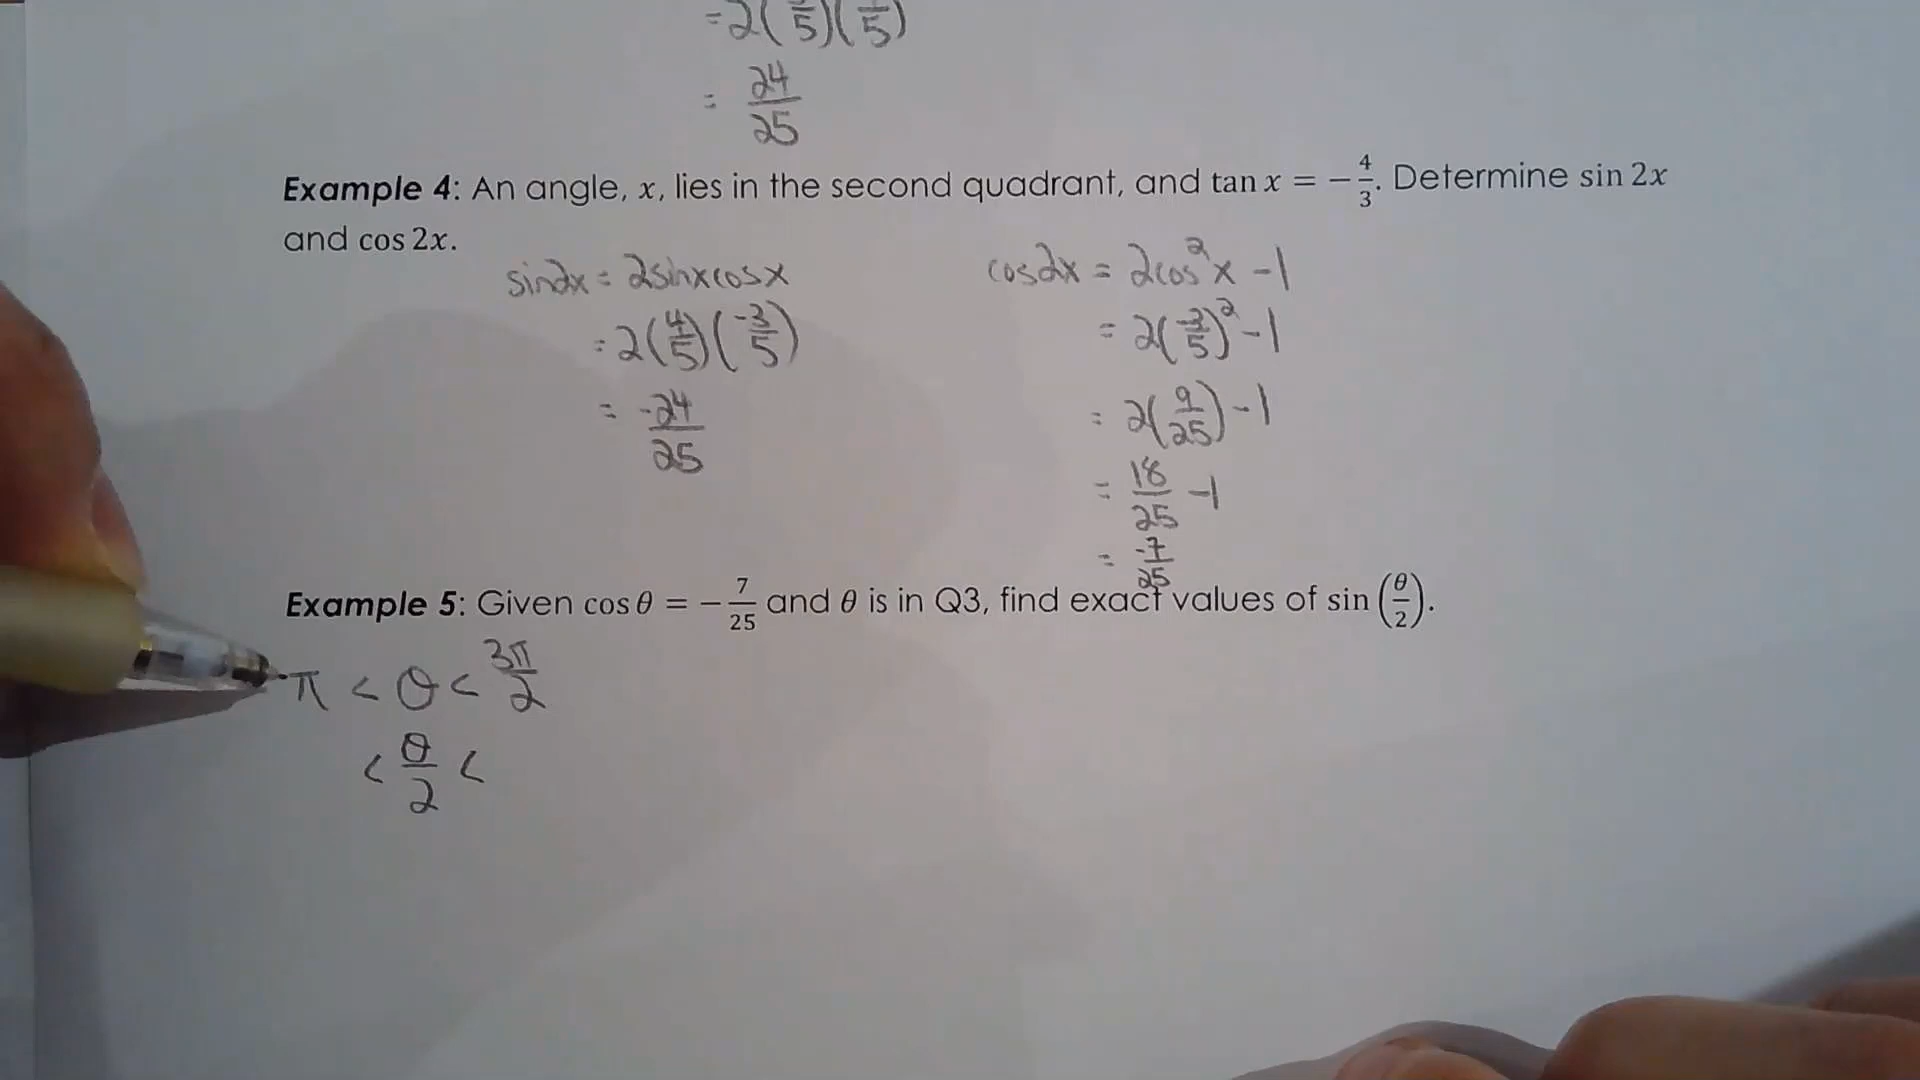 = 2( /5)( /5)
= 24/25
Example 4: An angle, x, lies in the second quadrant, and tan x = −4/3. Determine sin 2x
and cos 2x.
sin2x = 2sinxcosx
= 2(4/5)(-3/5)
= -24/25
cos2x = 2cos²x - 1
= 2(-3/5)² - 1
= 2(9/25) - 1
= 18/25 - 1
= -7/25
Example 5: Given cos θ = −7/25 and θ is in Q3, find exact values of sin (θ/2).
π < θ < 3π/2
< θ/2 <